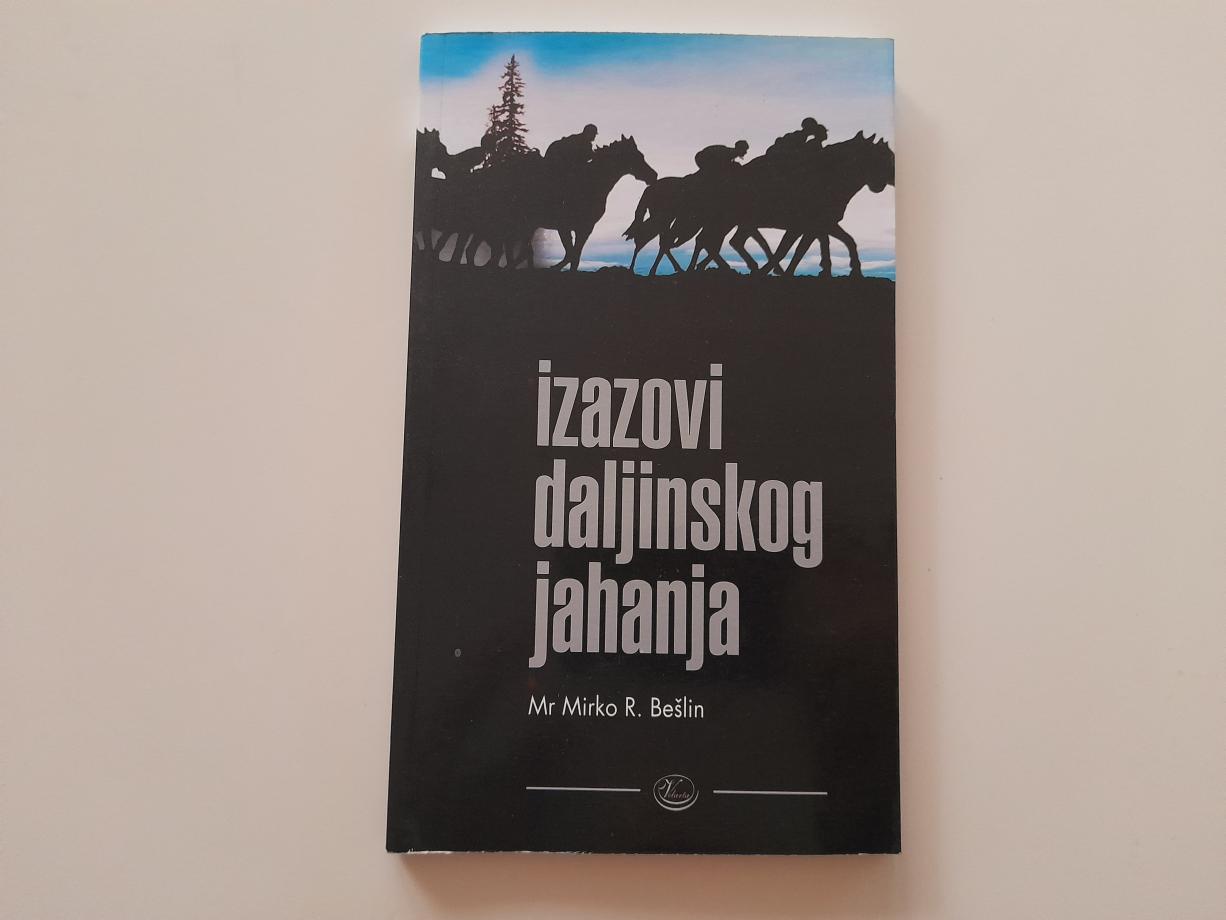 izazovi
daljinskog
jahanja
Mr Mirko R. Bešlin